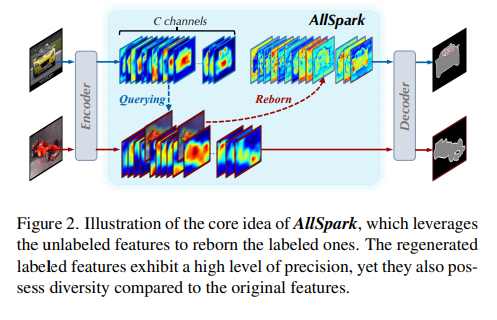 C channels
AllSpark
Encoder
Querying
Reborn
Decoder
Figure 2. Illustration of the core idea of AllSpark, which leverages
the unlabeled features to reborn the labeled ones. The regenerated
labeled features exhibit a high level of precision, yet they also pos-
sess diversity compared to the original features.